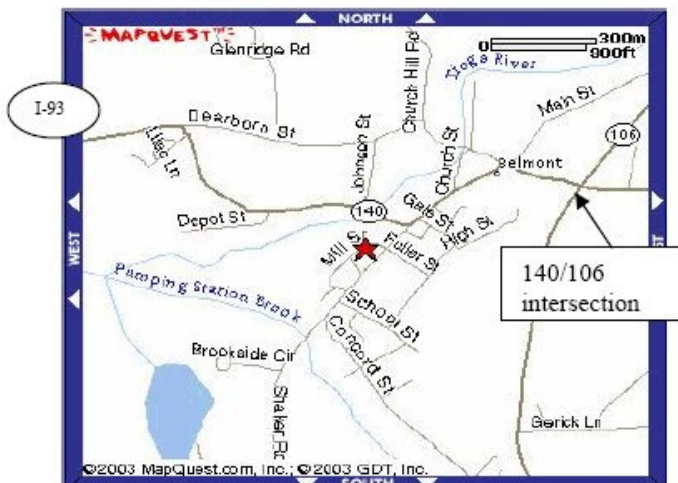 NORTH
MAPQUEST
Glenridge Rd
Church Hill Rd
0 300m
900ft
Tioga River
I-93
Dearborn St
Main St
106
Lilac Ln
Johnson St
Church St
Belmont
Depot St
140
Gale St
High St
Mill St
Fuller St
WEST
140/106
intersection
Pumping Station Brook
School St
Concord St
Brookside Cir
Shaker Rd
Gerick Ln
©2003 MapQuest.com, Inc.; ©2003 GDT, Inc.
SOUTH